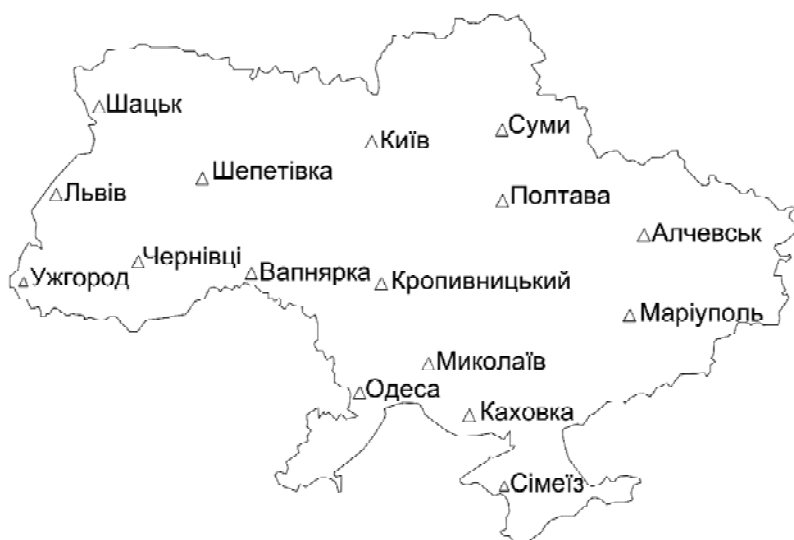 Шацьк
Суми
Київ
Шепетівка
Львів
Полтава
Алчевськ
Чернівці
Ужгород
Вапнярка
Кропивницький
Маріуполь
Миколаїв
Одеса
Каховка
Сімеїз